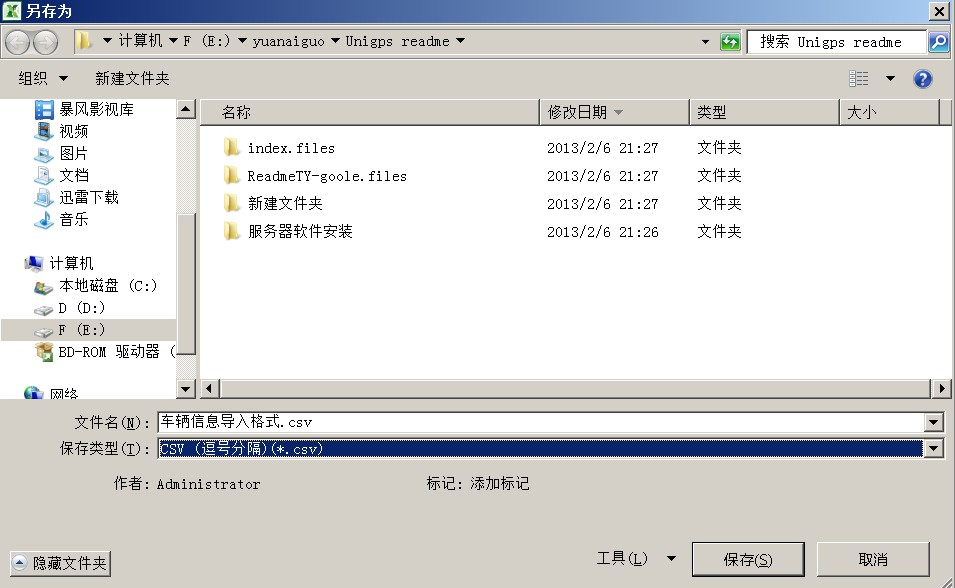 另存为
计算机 F (E:) yuanaiguo Unigps readme 搜索 Unigps readme
组织 新建文件夹
暴风影视库
视频
图片
文档
迅雷下载
音乐
计算机
本地磁盘 (C:)
D (D:)
F (E:)
BD-ROM 驱动器 (
网络
名称 修改日期 类型 大小
index.files 2013/2/6 21:27 文件夹
ReadmeTY-goole.files 2013/2/6 21:27 文件夹
新建文件夹 2013/2/6 21:27 文件夹
服务器软件安装 2013/2/6 21:26 文件夹
文件名(N): 车辆信息导入格式.csv
保存类型(T): CSV (逗号分隔)(*.csv)
作者: Administrator 标记: 添加标记
隐藏文件夹 工具(L) 保存(S) 取消